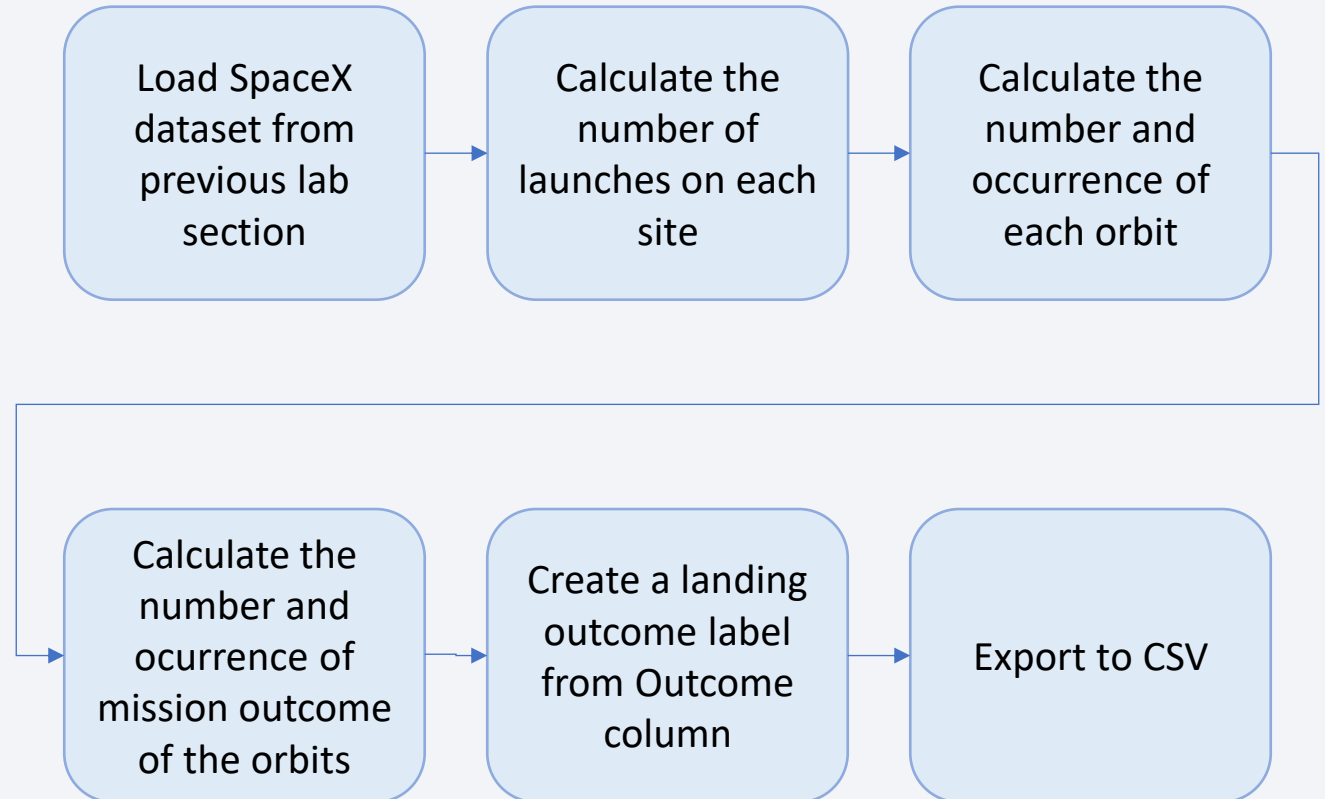 Load SpaceX
dataset from
previous lab
section
Calculate the
number of
launches on each
site
Calculate the
number and
occurrence of
each orbit
Calculate the
number and
ocurrence of
mission outcome
of the orbits
Create a landing
outcome label
from Outcome
column
Export to CSV